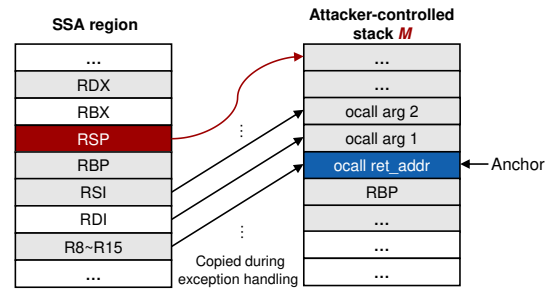 SSA region
...
RDX
RBX
RSP
RBP
RSI
RDI
R8~R15
...
...
...
Copied during
exception handling
Attacker-controlled
stack M
...
...
ocall arg 2
ocall arg 1
ocall ret_addr
RBP
...
...
...
Anchor